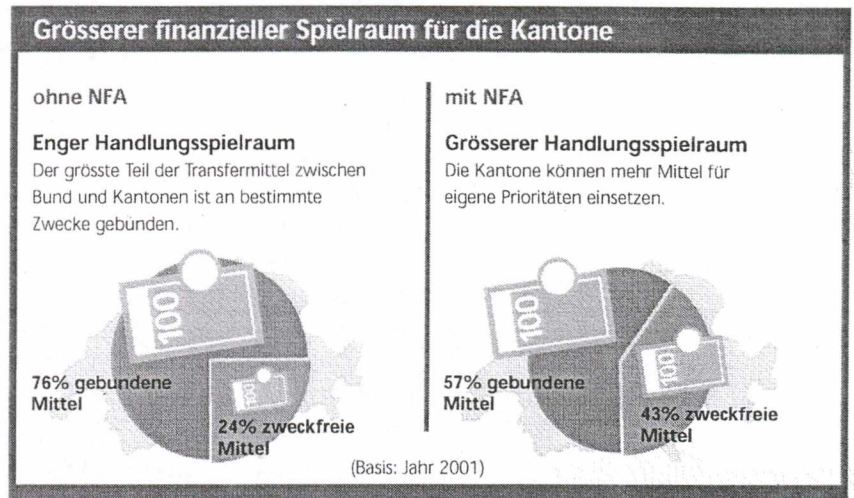 Grösserer finanzieller Spielraum für die Kantone
ohne NFA
Enger Handlungsspielraum
Der grösste Teil der Transfermittel zwischen
Bund und Kantonen ist an bestimmte
Zwecke gebunden.
100
76% gebundene
Mittel
100
24% zweckfreie
Mittel
mit NFA
Grösserer Handlungsspielraum
Die Kantone können mehr Mittel für
eigene Prioritäten einsetzen.
100
57% gebundene
Mittel
100
43% zweckfreie
Mittel
(Basis: Jahr 2001)